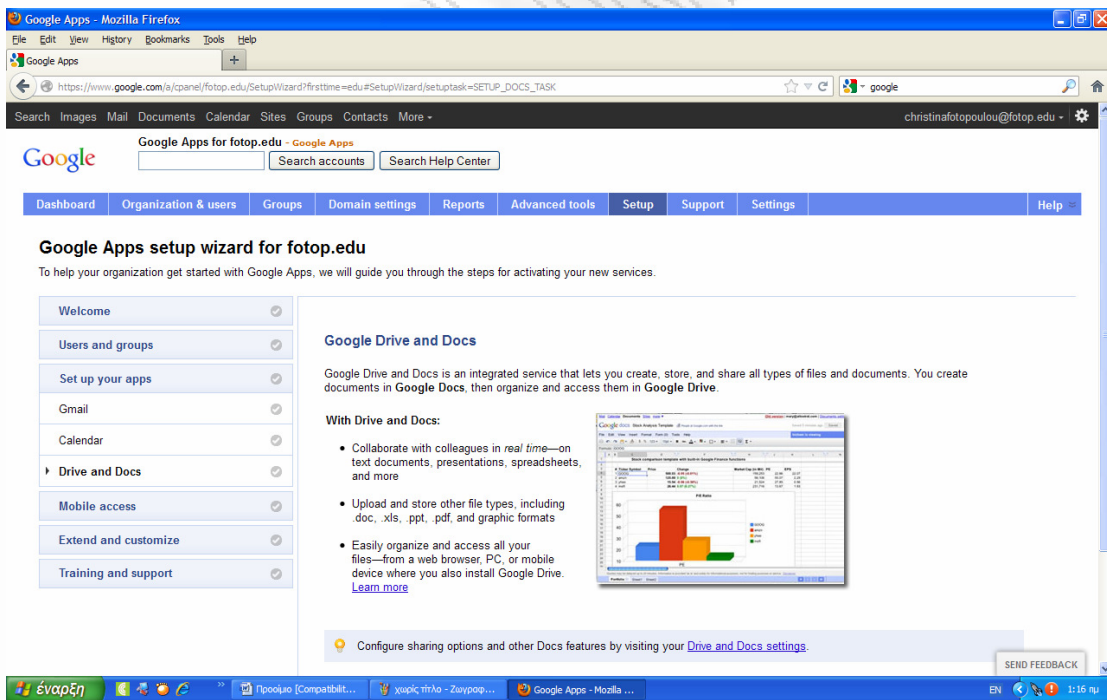 Google Apps - Mozilla Firefox
File Edit View History Bookmarks Tools Help
Google Apps
https://www.google.com/a/cpanel/fotop.edu/SetupWizard?firsttime=edu#SetupWizard/setuptask=SETUP_DOCS_TASK
google
Search Images Mail Documents Calendar Sites Groups Contacts More
christinafotopoulou@fotop.edu
Google Apps for fotop.edu - Google Apps
Google
Search accounts
Search Help Center
Dashboard Organization & users Groups Domain settings Reports Advanced tools Setup Support Settings Help
Google Apps setup wizard for fotop.edu
To help your organization get started with Google Apps, we will guide you through the steps for activating your new services.
Welcome
Users and groups
Set up your apps
Gmail
Calendar
Drive and Docs
Mobile access
Extend and customize
Training and support
Google Drive and Docs
Google Drive and Docs is an integrated service that lets you create, store, and share all types of files and documents. You create
documents in Google Docs, then organize and access them in Google Drive.
With Drive and Docs:
• Collaborate with colleagues in real time—on
text documents, presentations, spreadsheets,
and more
• Upload and store other file types, including
.doc, .xls, .ppt, .pdf, and graphic formats
• Easily organize and access all your
files—from a web browser, PC, or mobile
device where you also install Google Drive.
Learn more
Stock comparison template with built-in Google Finance functions
PE Ratio
Configure sharing options and other Docs features by visiting your Drive and Docs settings.
SEND FEEDBACK
έναρξη
Προοίμιο [Compatibilit...
χωρίς τίτλο - Ζωγραφ...
Google Apps - Mozilla ...
EN
1:16 πμ